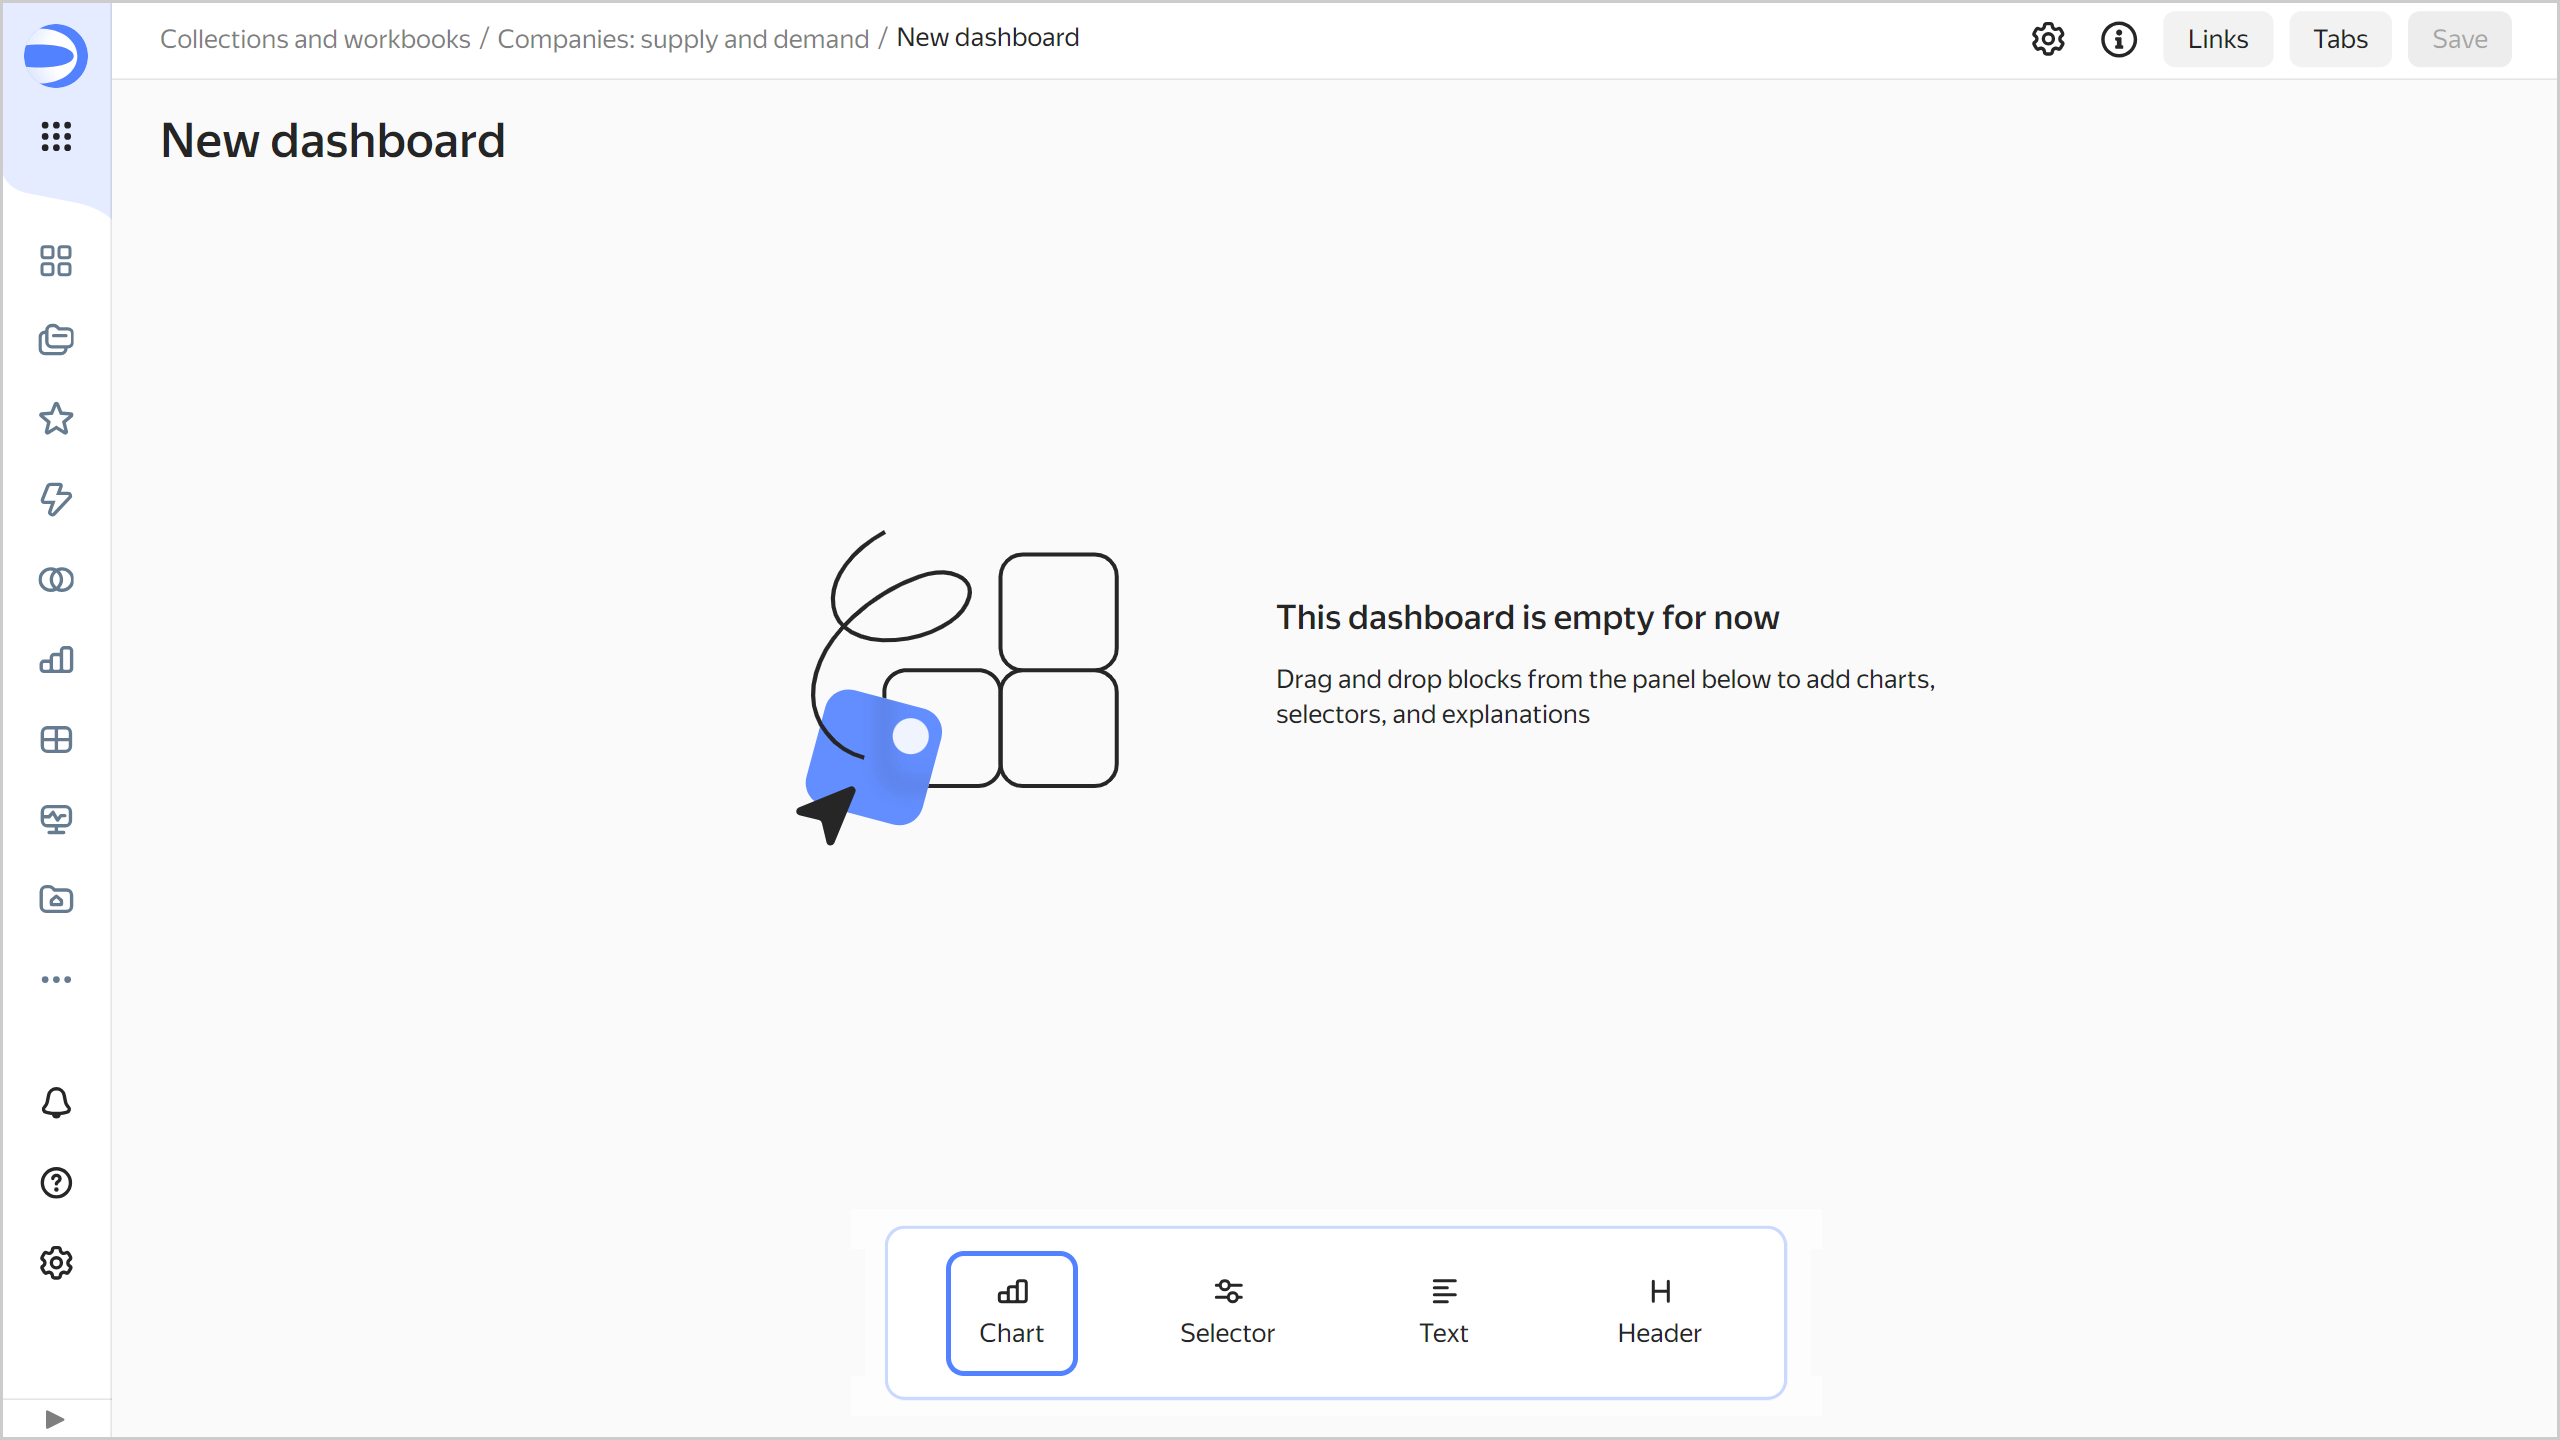 Collections and workbooks / Companies: supply and demand / New dashboard
Links
Tabs
Save
New dashboard
This dashboard is empty for now
Drag and drop blocks from the panel below to add charts,
selectors, and explanations
Chart
Selector
Text
Header